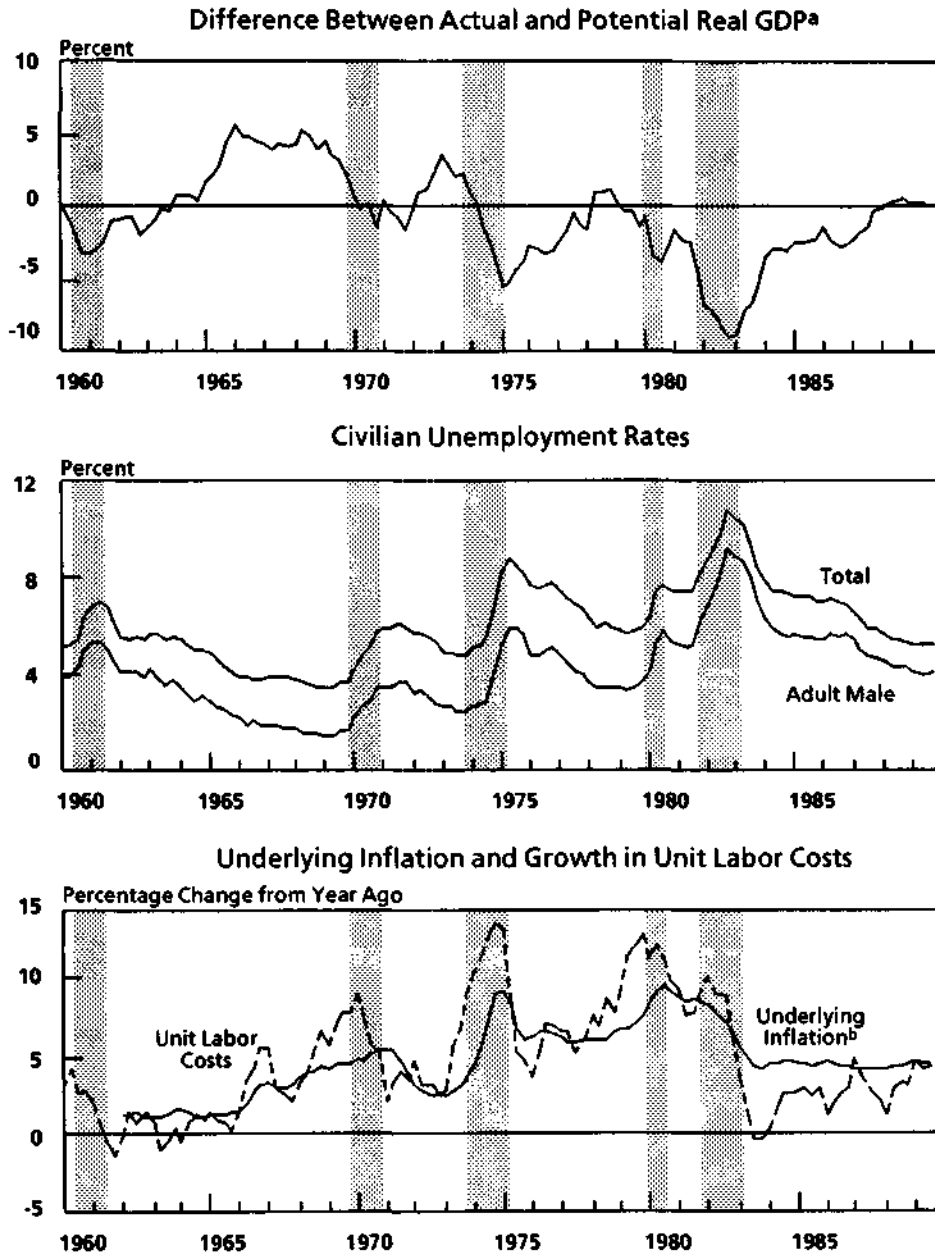 Difference Between Actual and Potential Real GDPa
Percent
10
5
0
-5
-10
1960 1965 1970 1975 1980 1985
Civilian Unemployment Rates
Percent
12
8
Total
4
Adult Male
0
1960 1965 1970 1975 1980 1985
Underlying Inflation and Growth in Unit Labor Costs
Percentage Change from Year Ago
15
10
Unit Labor
Costs
Underlying
Inflationb
5
0
-5
1960 1965 1970 1975 1980 1985